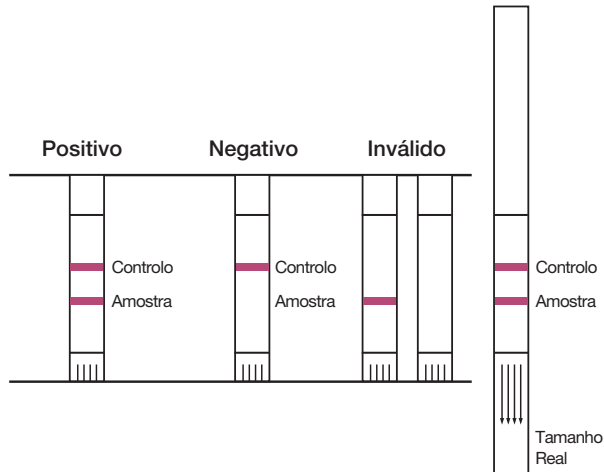 Positivo
Negativo
Inválido
Controlo
Controlo
Controlo
Amostra
Amostra
Amostra
Tamanho
Real